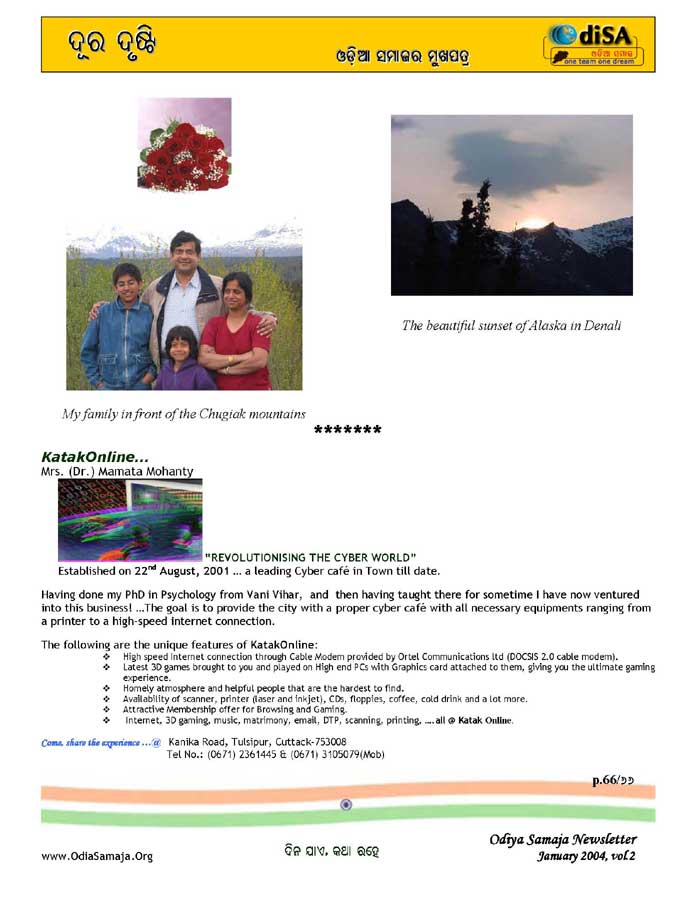 ଦୂର ଦୃଷ୍ଟି
ଓଡ଼ିଆ ସମାଜର ମୁଖପତ୍ର
diSA
ଓଡ଼ିଆ ସମାଜ
one team one dream
The beautiful sunset of Alaska in Denali
My family in front of the Chugiak mountains
*******
KatakOnline...
Mrs. (Dr.) Mamata Mohanty
"REVOLUTIONISING THE CYBER WORLD"
Established on 22nd August, 2001 ... a leading Cyber café in Town till date.
Having done my PhD in Psychology from Vani Vihar, and then having taught there for sometime I have now ventured
into this business! ...The goal is to provide the city with a proper cyber café with all necessary equipments ranging from
a printer to a high-speed internet connection.
The following are the unique features of KatakOnline:
❖ High speed Internet connection through Cable Modem provided by Ortel Communications ltd (DOCSIS 2.0 cable modem).
❖ Latest 3D games brought to you and played on High end PCs with Graphics card attached to them, giving you the ultimate gaming
experience.
❖ Homely atmosphere and helpful people that are the hardest to find.
❖ Availability of scanner, printer (laser and inkjet), CDs, floppies, coffee, cold drink and a lot more.
❖ Attractive Membership offer for Browsing and Gaming.
❖ Internet, 3D gaming, music, matrimony, email, DTP, scanning, printing, ....all @ Katak Online.
Come, share the experience ...@ Kanika Road, Tulsipur, Cuttack-753008
Tel No.: (0671) 2361445 & (0671) 3105079(Mob)
p.66/୭୭
www.OdiaSamaja.Org
ଦିନ ଯାଏ, କଥା ରହେ
Odiya Samaja Newsletter
January 2004, vol.2